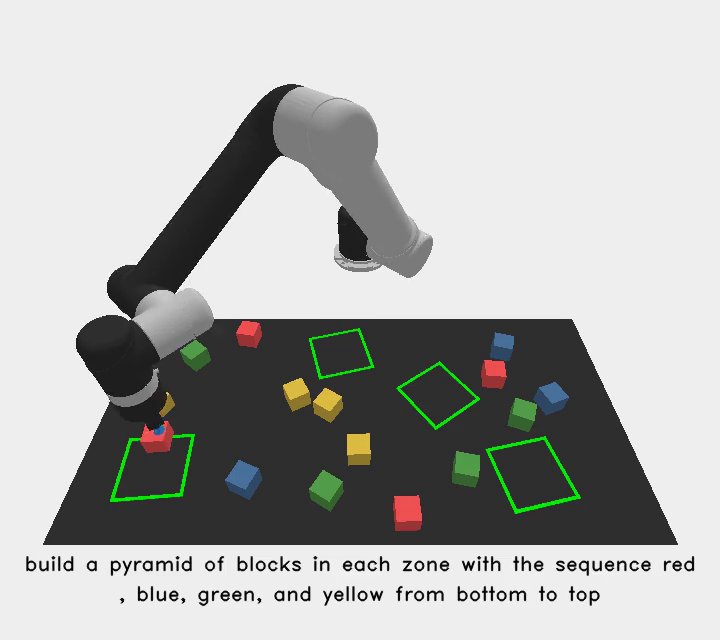 build a pyramid of blocks in each zone with the sequence red
, blue, green, and yellow from bottom to top